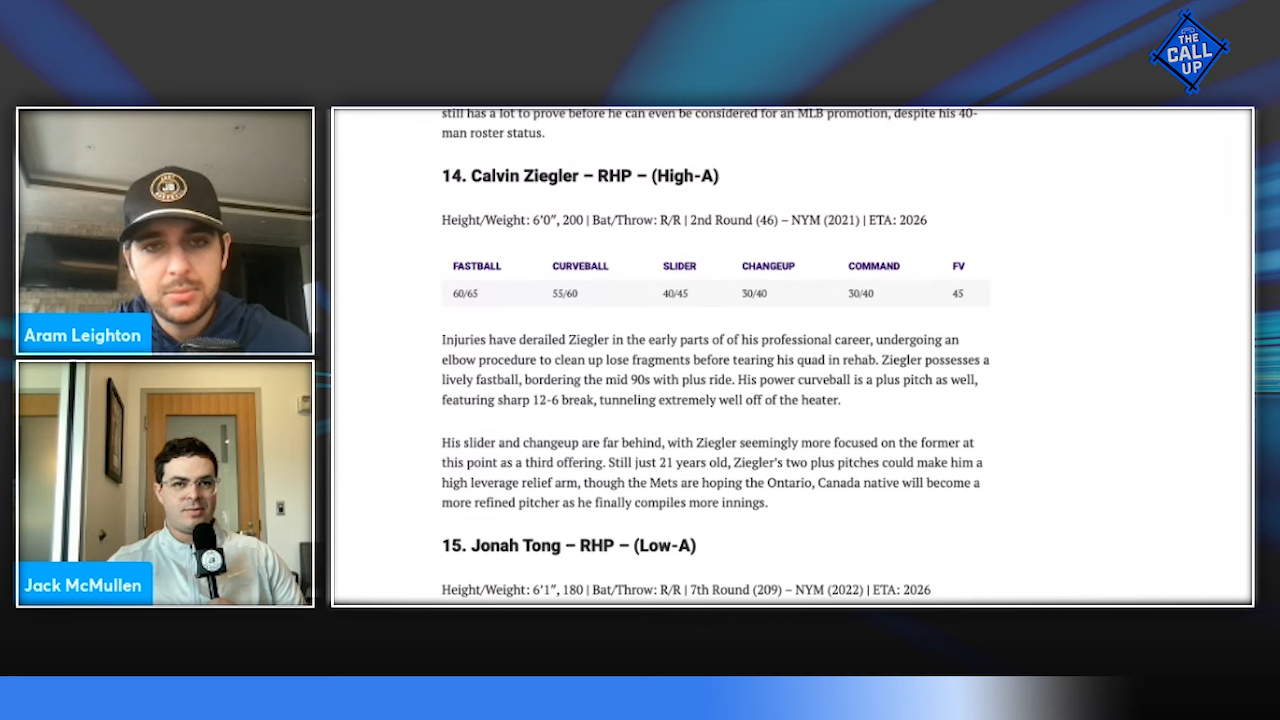 THE
CALL
UP
JB
Aram Leighton
Jack McMullen
still has a lot to prove before he can even be considered for an MLB promotion, despite his 40-
man roster status.
14. Calvin Ziegler – RHP – (High-A)
Height/Weight: 6'0″, 200 | Bat/Throw: R/R | 2nd Round (46) – NYM (2021) | ETA: 2026
FASTBALL CURVEBALL SLIDER CHANGEUP COMMAND FV
60/65 55/60 40/45 30/40 30/40 45
Injuries have derailed Ziegler in the early parts of of his professional career, undergoing an
elbow procedure to clean up lose fragments before tearing his quad in rehab. Ziegler possesses a
lively fastball, bordering the mid 90s with plus ride. His power curveball is a plus pitch as well,
featuring sharp 12-6 break, tunneling extremely well off of the heater.
His slider and changeup are far behind, with Ziegler seemingly more focused on the former at
this point as a third offering. Still just 21 years old, Ziegler's two plus pitches could make him a
high leverage relief arm, though the Mets are hoping the Ontario, Canada native will become a
more refined pitcher as he finally compiles more innings.
15. Jonah Tong – RHP – (Low-A)
Height/Weight: 6'1″, 180 | Bat/Throw: R/R | 7th Round (209) – NYM (2022) | ETA: 2026